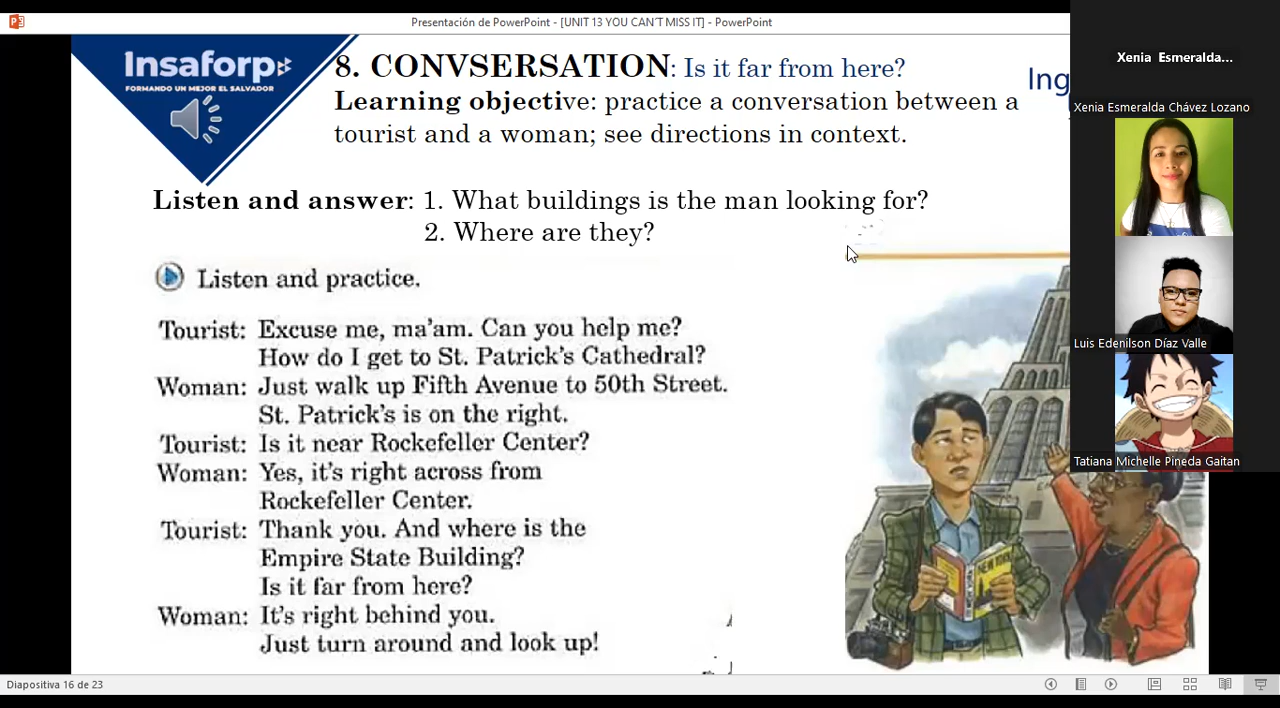 Presentación de PowerPoint - [UNIT 13 YOU CAN´T MISS IT] - PowerPoint
Insaforp
FORMANDO UN MEJOR EL SALVADOR
8. CONVSERSATION: Is it far from here?
Learning objective: practice a conversation between a
tourist and a woman; see directions in context.
Ing
Listen and answer: 1. What buildings is the man looking for?
2. Where are they?
Listen and practice.
Tourist: Excuse me, ma'am. Can you help me?
How do I get to St. Patrick's Cathedral?
Woman: Just walk up Fifth Avenue to 50th Street.
St. Patrick's is on the right.
Tourist: Is it near Rockefeller Center?
Woman: Yes, it's right across from
Rockefeller Center.
Tourist: Thank you. And where is the
Empire State Building?
Is it far from here?
Woman: It's right behind you.
Just turn around and look up!
NEW YORK
Xenia Esmeralda...
Xenia Esmeralda Chávez Lozano
Luis Edenilson Díaz Valle
Tatiana Michelle Pineda Gaitan
Diapositiva 16 de 23